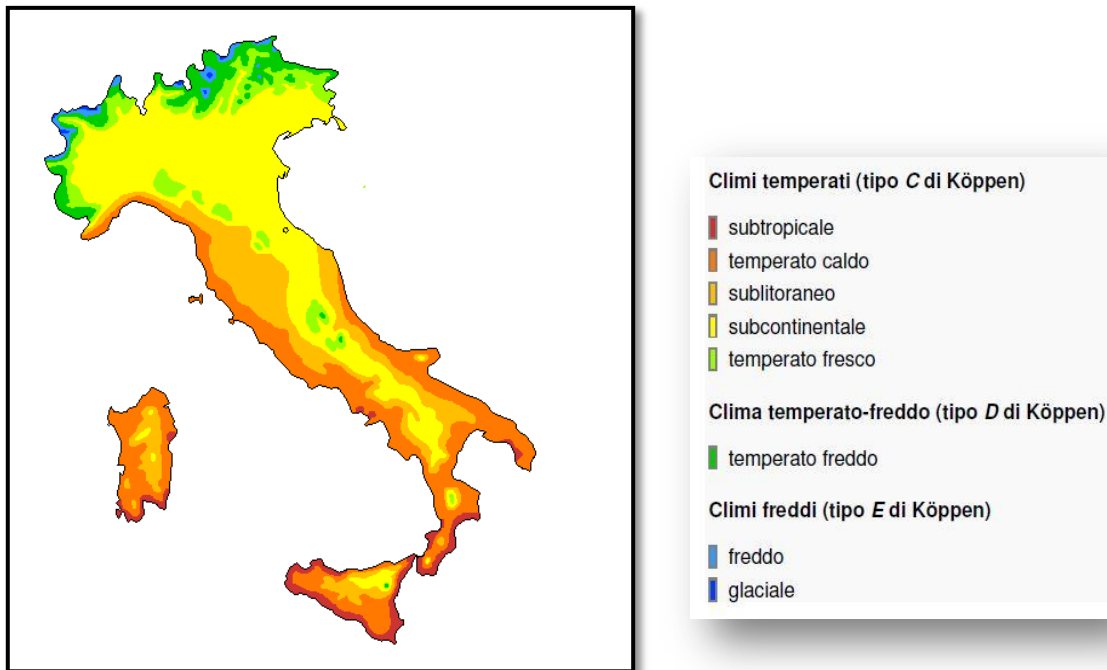 Climi temperati (tipo C di Köppen)
subtropicale
temperato caldo
sublitoraneo
subcontinentale
temperato fresco
Clima temperato-freddo (tipo D di Köppen)
temperato freddo
Climi freddi (tipo E di Köppen)
freddo
glaciale